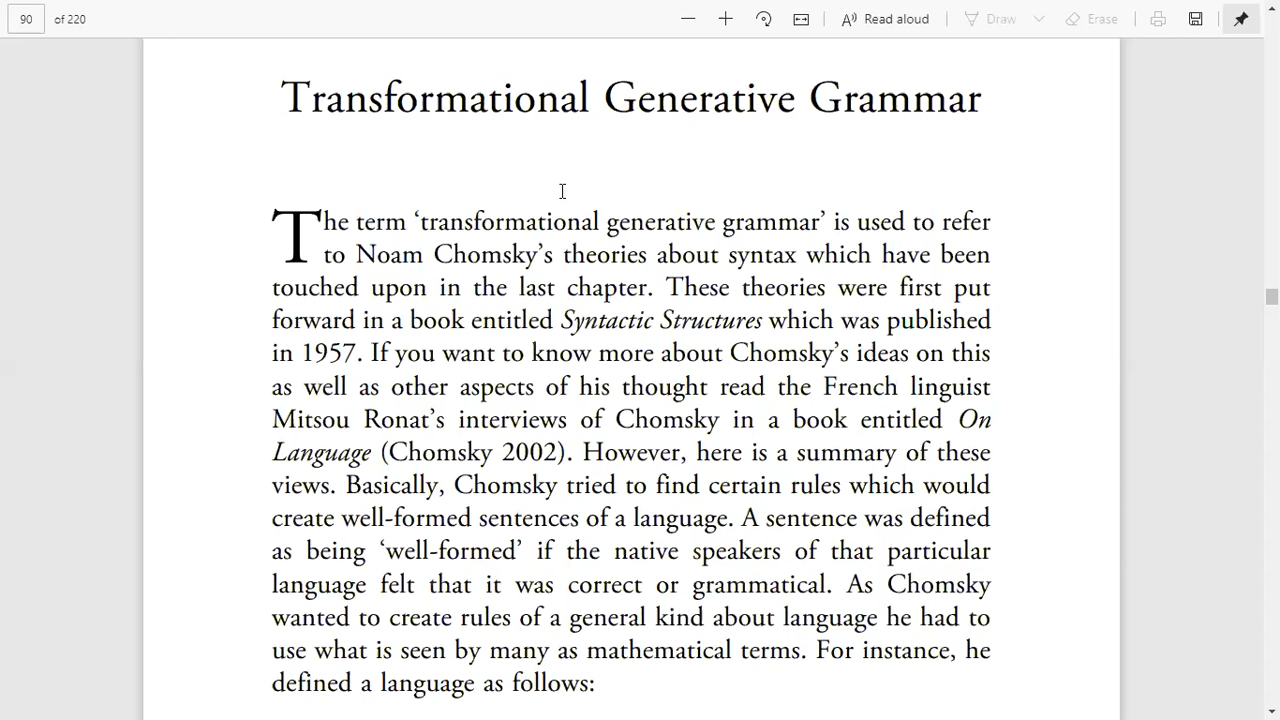 90 of 220 Read aloud Draw Erase
Transformational Generative Grammar
The term ‘transformational generative grammar’ is used to refer
to Noam Chomsky’s theories about syntax which have been
touched upon in the last chapter. These theories were first put
forward in a book entitled Syntactic Structures which was published
in 1957. If you want to know more about Chomsky’s ideas on this
as well as other aspects of his thought read the French linguist
Mitsou Ronat’s interviews of Chomsky in a book entitled On
Language (Chomsky 2002). However, here is a summary of these
views. Basically, Chomsky tried to find certain rules which would
create well-formed sentences of a language. A sentence was defined
as being ‘well-formed’ if the native speakers of that particular
language felt that it was correct or grammatical. As Chomsky
wanted to create rules of a general kind about language he had to
use what is seen by many as mathematical terms. For instance, he
defined a language as follows: